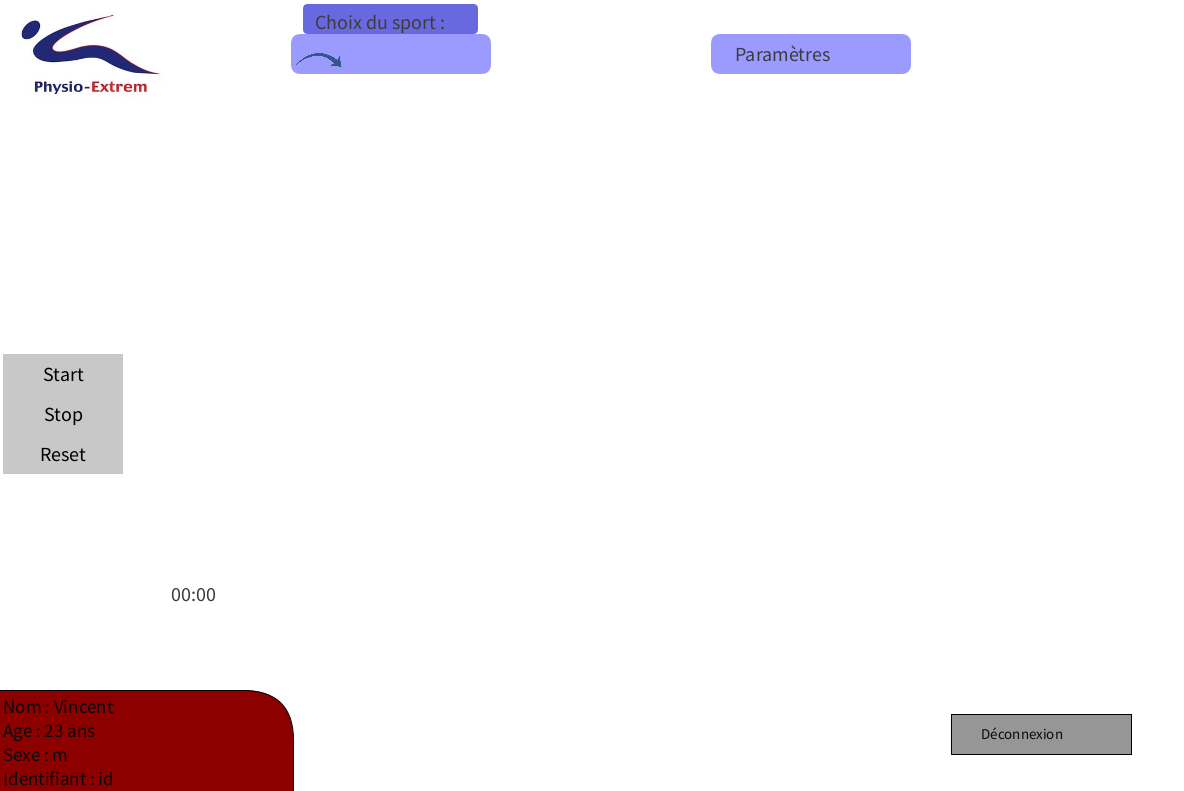 Choix du sport :
Paramètres
Physio-Extrem
Start
Stop
Reset
00:00
Nom : Vincent
Age : 23 ans
Sexe : m
Identifiant : id
Déconnexion